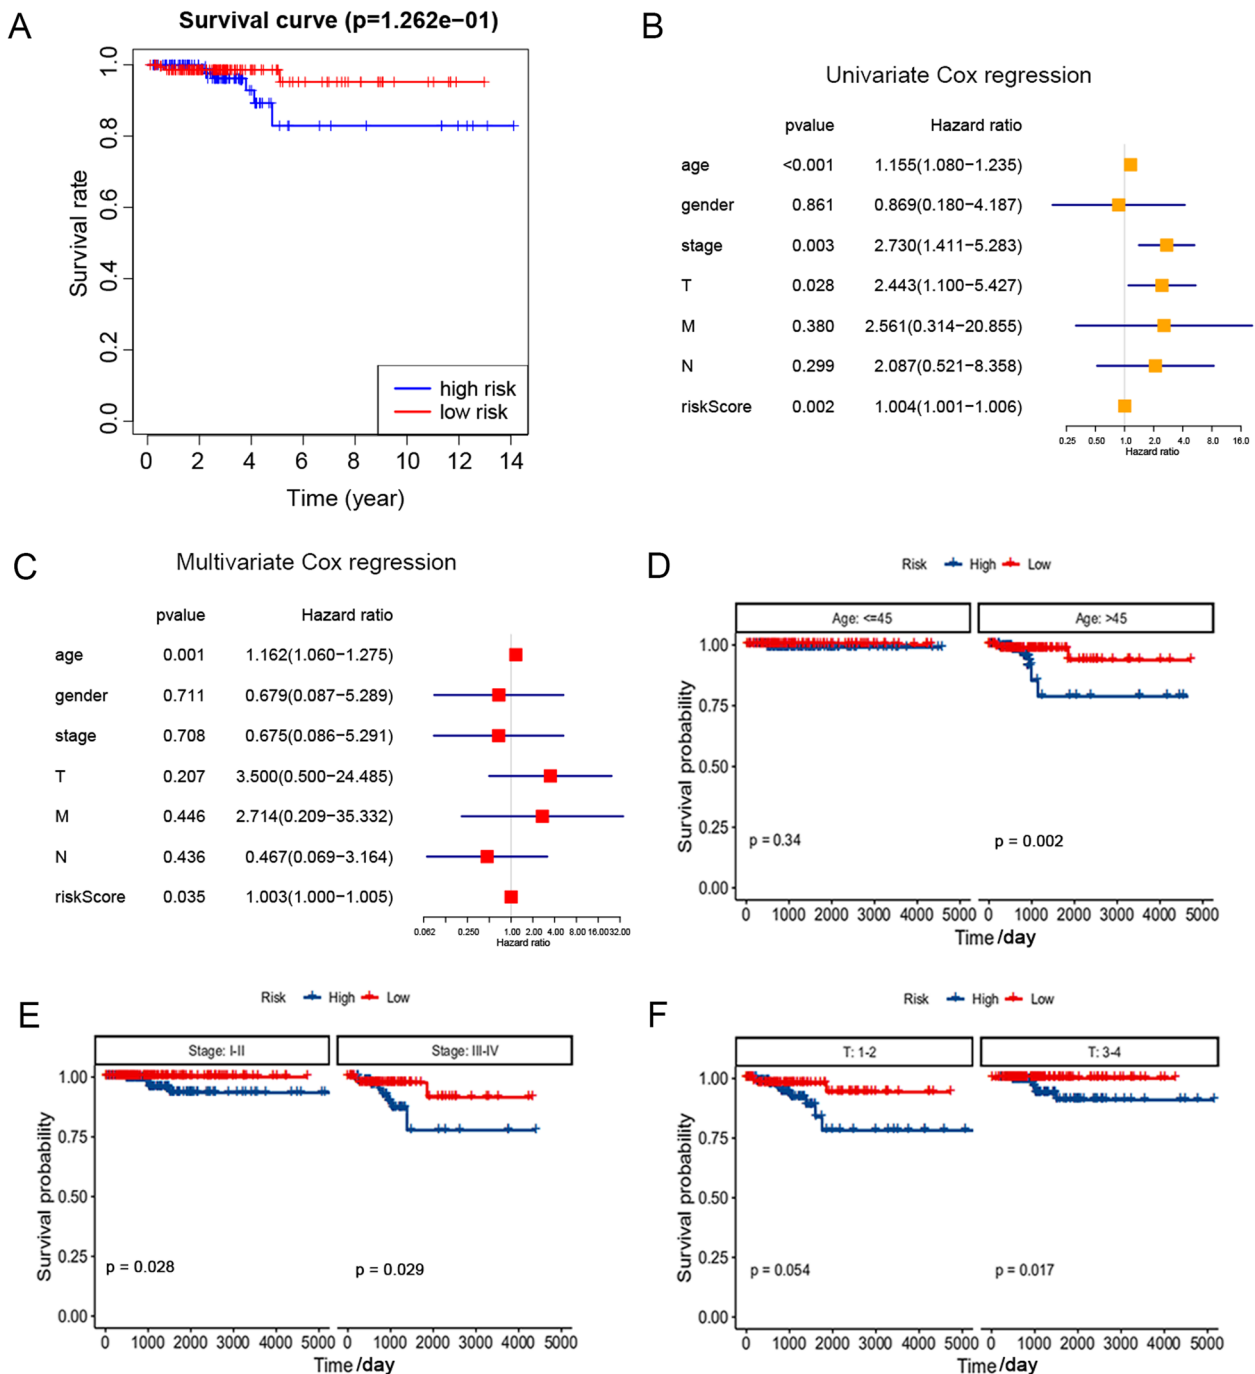 A
Survival curve (p=1.262e−01)
Survival rate
1.0
0.8
0.6
0.4
0.2
0.0
high risk
low risk
0 2 4 6 8 10 12 14
Time (year)
B
Univariate Cox regression
pvalue Hazard ratio
age <0.001 1.155(1.080−1.235)
gender 0.861 0.869(0.180−4.187)
stage 0.003 2.730(1.411−5.283)
T 0.028 2.443(1.100−5.427)
M 0.380 2.561(0.314−20.855)
N 0.299 2.087(0.521−8.358)
riskScore 0.002 1.004(1.001−1.006)
0.25 0.50 1.0 2.0 4.0 8.0 16.0
Hazard ratio
C
Multivariate Cox regression
pvalue Hazard ratio
age 0.001 1.162(1.060−1.275)
gender 0.711 0.679(0.087−5.289)
stage 0.708 0.675(0.086−5.291)
T 0.207 3.500(0.500−24.485)
M 0.446 2.714(0.209−35.332)
N 0.436 0.467(0.069−3.164)
riskScore 0.035 1.003(1.000−1.005)
0.062 0.250 1.00 2.00 4.00 8.00 16.00 32.00
Hazard ratio
D
Risk High Low
Age: <=45 Age: >45
Survival probability
1.00
0.75
0.50
0.25
0.00
p = 0.34 p = 0.002
0 1000 2000 3000 4000 5000 0 1000 2000 3000 4000 5000
Time /day
E
Risk High Low
Stage: I-II Stage: III-IV
Survival probability
1.00
0.75
0.50
0.25
0.00
p = 0.028 p = 0.029
0 1000 2000 3000 4000 5000 0 1000 2000 3000 4000 5000
Time /day
F
Risk High Low
T: 1-2 T: 3-4
Survival probability
1.00
0.75
0.50
0.25
0.00
p = 0.054 p = 0.017
0 1000 2000 3000 4000 5000 0 1000 2000 3000 4000 5000
Time /day